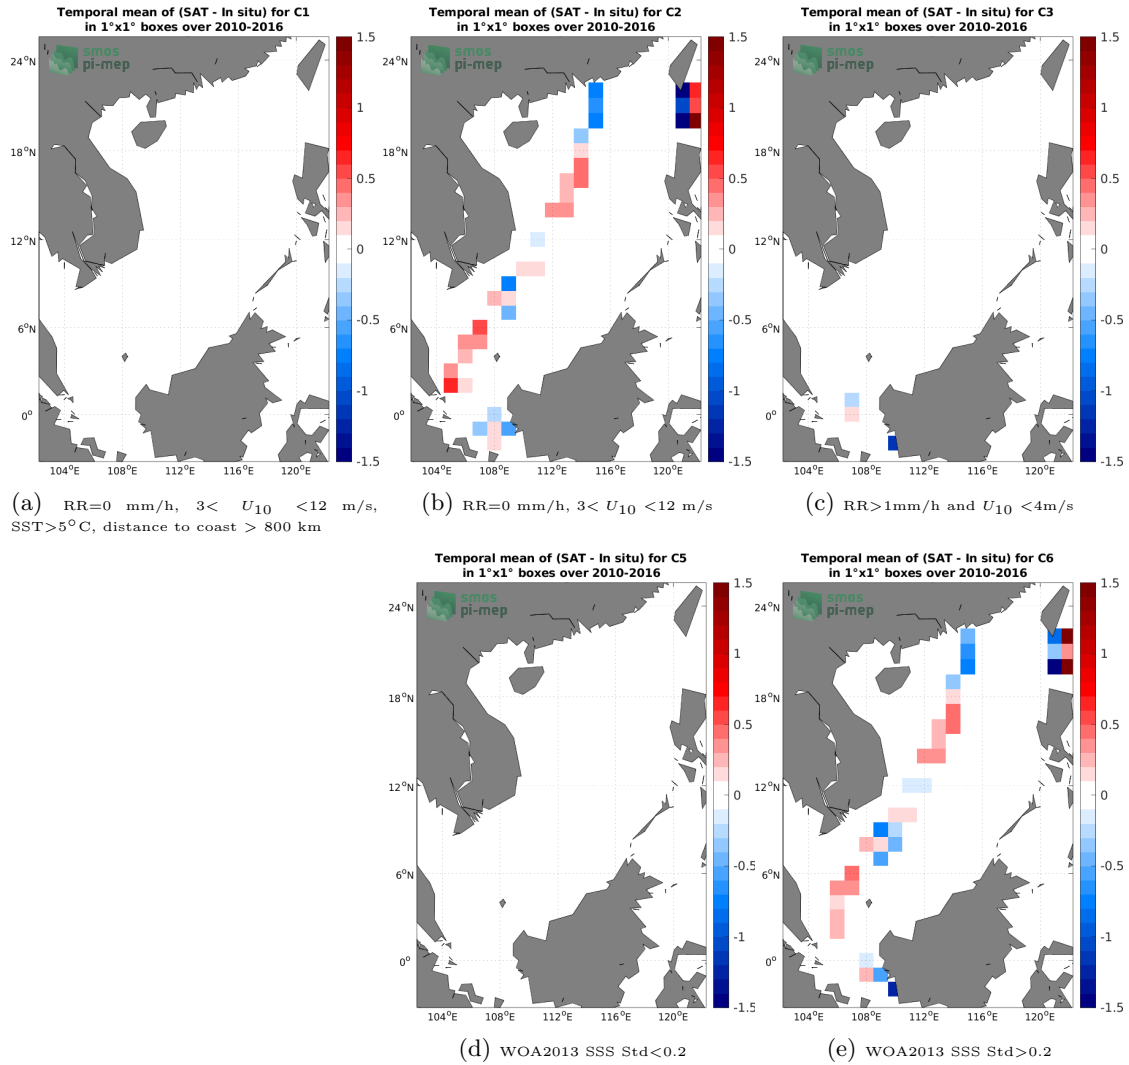 Temporal mean of (SAT - In situ) for C1
in 1°x1° boxes over 2010-2016
smos
pi-mep
24°N
18°N
12°N
6°N
0°
104°E 108°E 112°E 116°E 120°E
1.5
1
0.5
0
-0.5
-1
-1.5
(a) RR=0 mm/h, 3< U10 <12 m/s,
SST>5°C, distance to coast > 800 km
Temporal mean of (SAT - In situ) for C2
in 1°x1° boxes over 2010-2016
smos
pi-mep
24°N
18°N
12°N
6°N
0°
104°E 108°E 112°E 116°E 120°E
1.5
1
0.5
0
-0.5
-1
-1.5
(b) RR=0 mm/h, 3< U10 <12 m/s
Temporal mean of (SAT - In situ) for C3
in 1°x1° boxes over 2010-2016
smos
pi-mep
24°N
18°N
12°N
6°N
0°
104°E 108°E 112°E 116°E 120°E
1.5
1
0.5
0
-0.5
-1
-1.5
(c) RR>1mm/h and U10 <4m/s
Temporal mean of (SAT - In situ) for C5
in 1°x1° boxes over 2010-2016
smos
pi-mep
24°N
18°N
12°N
6°N
0°
104°E 108°E 112°E 116°E 120°E
1.5
1
0.5
0
-0.5
-1
-1.5
(d) WOA2013 SSS Std<0.2
Temporal mean of (SAT - In situ) for C6
in 1°x1° boxes over 2010-2016
smos
pi-mep
24°N
18°N
12°N
6°N
0°
104°E 108°E 112°E 116°E 120°E
1.5
1
0.5
0
-0.5
-1
-1.5
(e) WOA2013 SSS Std>0.2